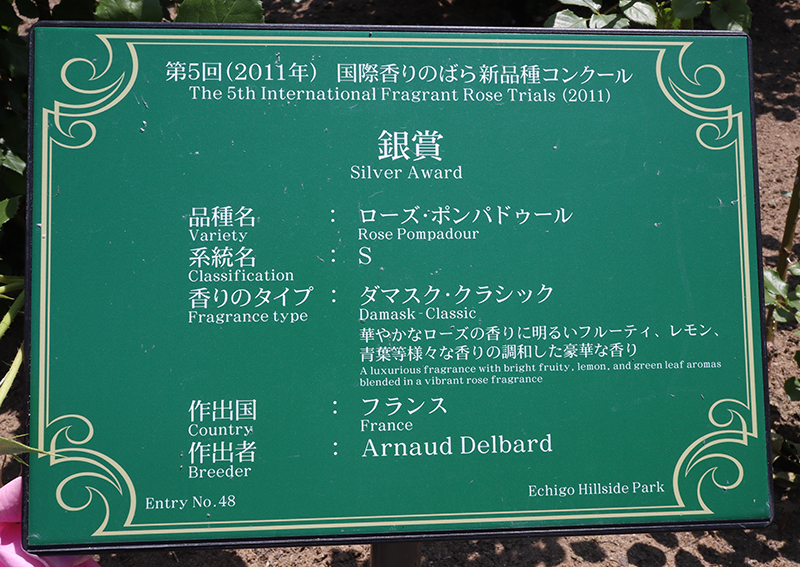 第5回(2011年) 国際香りのばら新品種コンクール
The 5th International Fragrant Rose Trials (2011)
銀賞
Silver Award
品種名 : ローズ・ポンパドゥール
Variety Rose Pompadour
系統名 : S
Classification
香りのタイプ : ダマスク・クラシック
Fragrance type Damask-Classic
華やかなローズの香りに明るいフルーティ、レモン、
青葉等様々な香りの調和した豪華な香り
A luxurious fragrance with bright fruity, lemon, and green leaf aromas
blended in a vibrant rose fragrance
作出国 : フランス
Country France
作出者 : Arnaud Delbard
Breeder
Entry No.48 Echigo Hillside Park